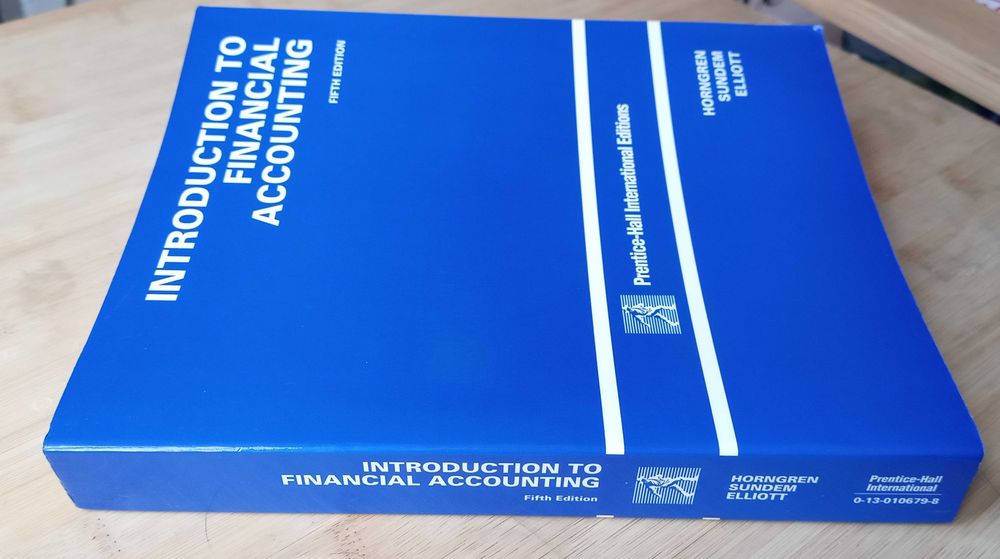 INTRODUCTION TO
FINANCIAL
ACCOUNTING
FIFTH EDITION
Prentice-Hall International Editions
HORNGREN
SUNDEM
ELLIOTT
INTRODUCTION TO
FINANCIAL ACCOUNTING
Fifth Edition
HORNGREN
SUNDEM
ELLIOTT
Prentice-Hall
International
0-13-010679-8